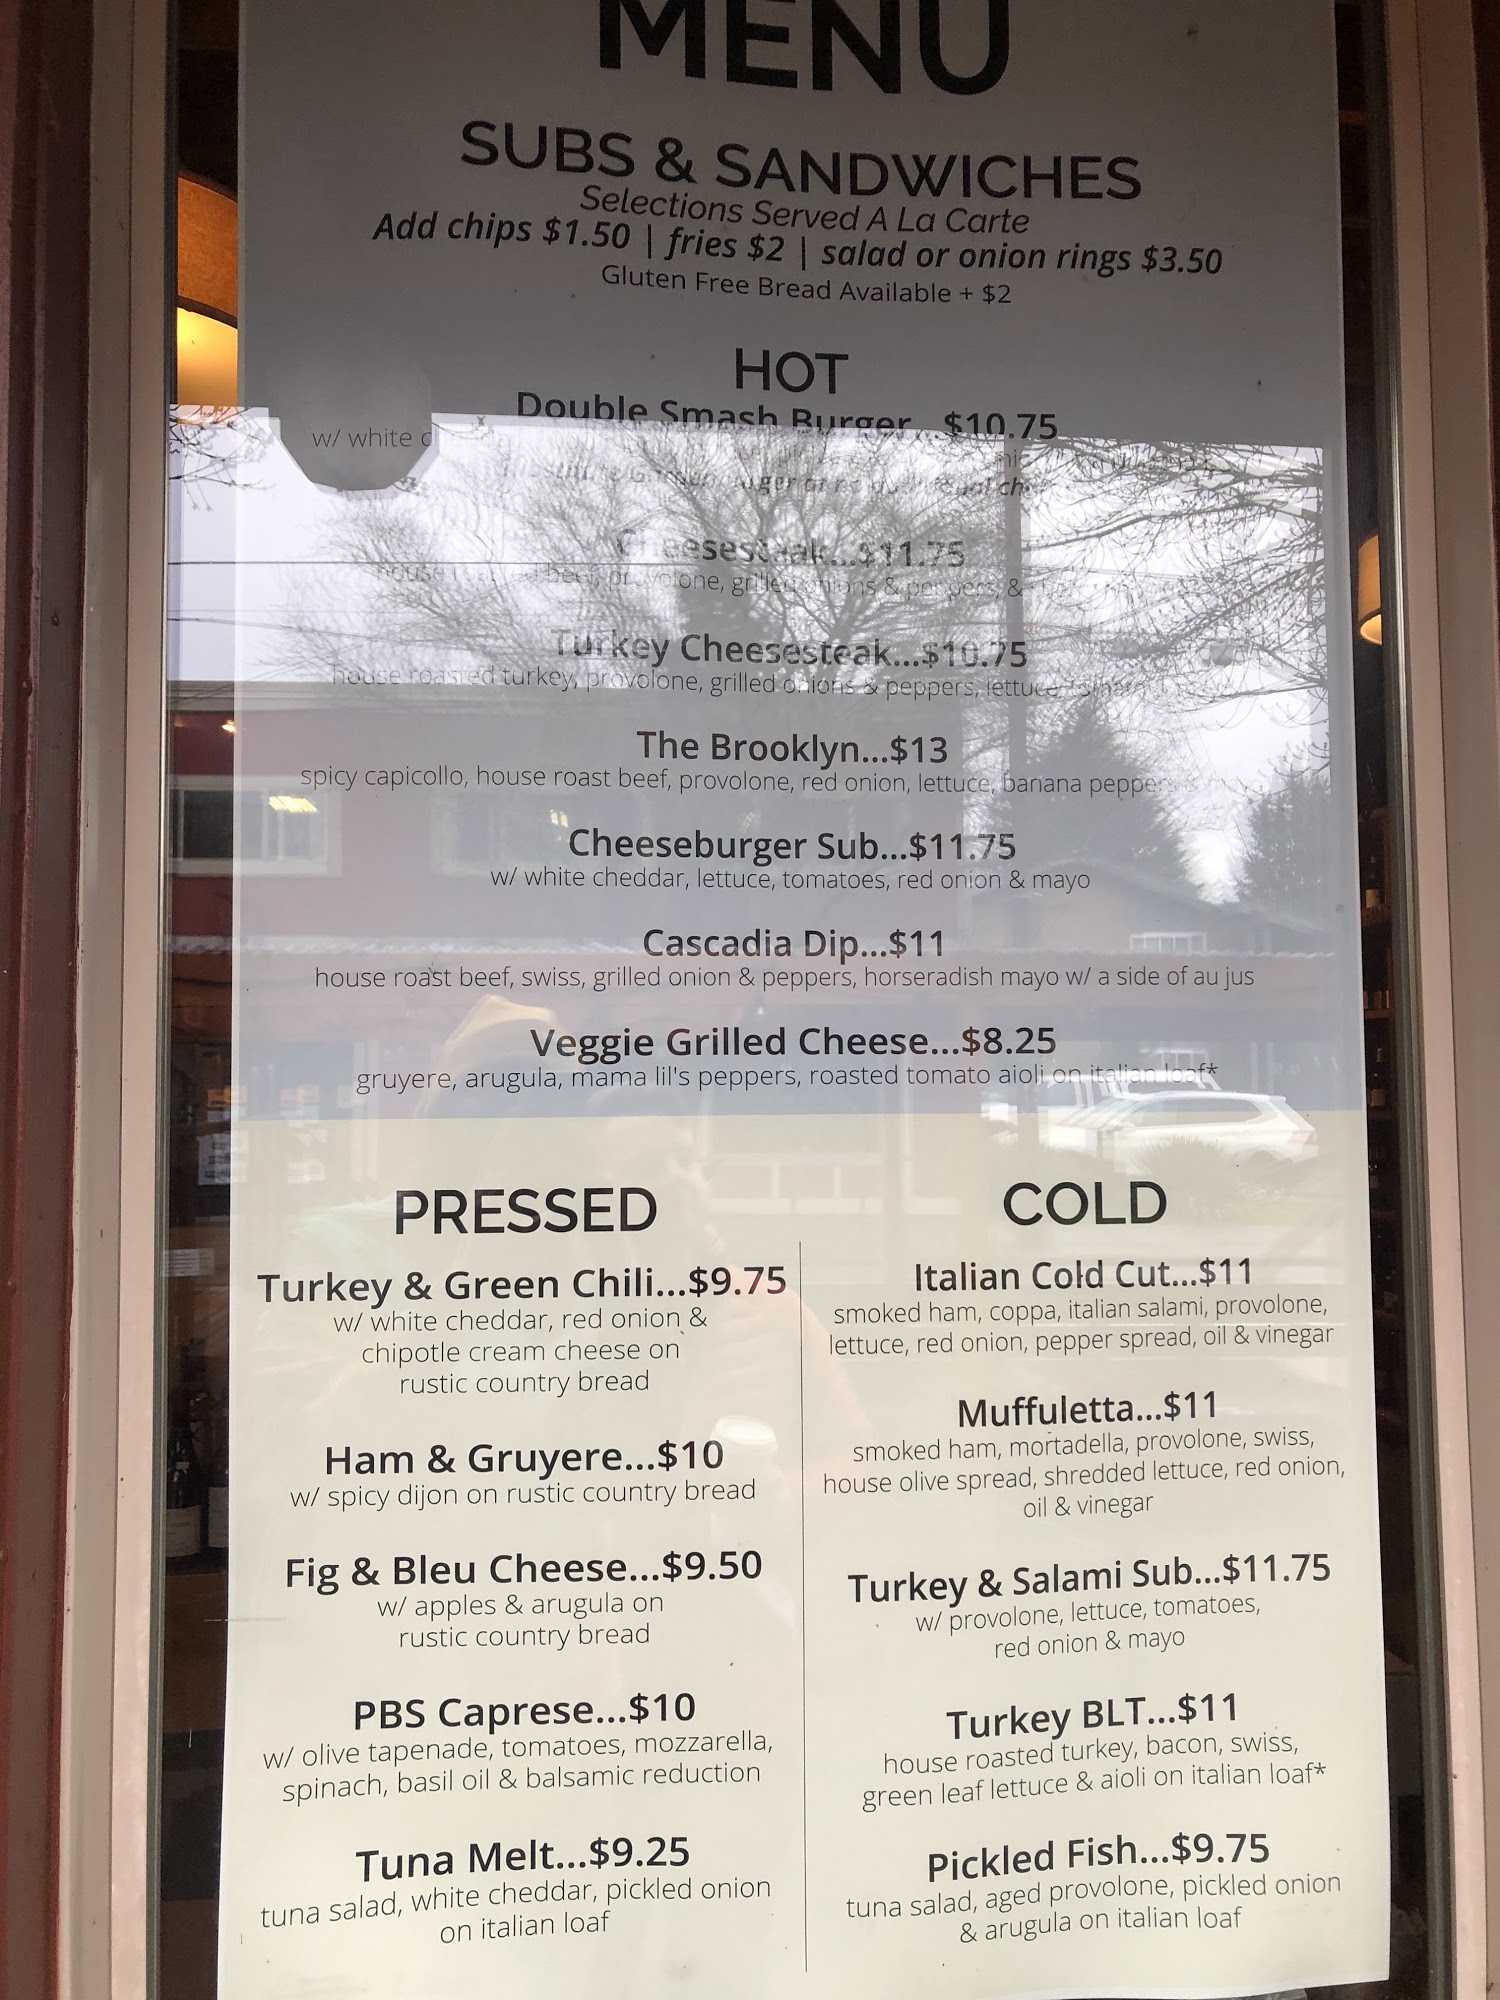 MENU
SUBS & SANDWICHES
Selections Served A La Carte
Add chips $1.50 | fries $2 | salad or onion rings $3.50
Gluten Free Bread Available + $2
HOT
Double Smash Burger...$10.75
w/ white
Cheesesteak...$11.75
house beef, provolone, grilled onions & peppers, &
Turkey Cheesesteak...$10.75
house roasted turkey, provolone, grilled onions & peppers, lettuce,
The Brooklyn...$13
spicy capicollo, house roast beef, provolone, red onion, lettuce, banana peppers
Cheeseburger Sub...$11.75
w/ white cheddar, lettuce, tomatoes, red onion & mayo
Cascadia Dip...$11
house roast beef, swiss, grilled onion & peppers, horseradish mayo w/ a side of au jus
Veggie Grilled Cheese...$8.25
gruyere, arugula, mama lil's peppers, roasted tomato aioli on italian loaf*
PRESSED
Turkey & Green Chili...$9.75
w/ white cheddar, red onion &
chipotle cream cheese on
rustic country bread
Ham & Gruyere...$10
w/ spicy dijon on rustic country bread
Fig & Bleu Cheese...$9.50
w/ apples & arugula on
rustic country bread
PBS Caprese...$10
w/ olive tapenade, tomatoes, mozzarella,
spinach, basil oil & balsamic reduction
Tuna Melt...$9.25
tuna salad, white cheddar, pickled onion
on italian loaf
COLD
Italian Cold Cut...$11
smoked ham, coppa, italian salami, provolone,
lettuce, red onion, pepper spread, oil & vinegar
Muffuletta...$11
smoked ham, mortadella, provolone, swiss,
house olive spread, shredded lettuce, red onion,
oil & vinegar
Turkey & Salami Sub...$11.75
w/ provolone, lettuce, tomatoes,
red onion & mayo
Turkey BLT...$11
house roasted turkey, bacon, swiss,
green leaf lettuce & aioli on italian loaf*
Pickled Fish...$9.75
tuna salad, aged provolone, pickled onion
& arugula on italian loaf